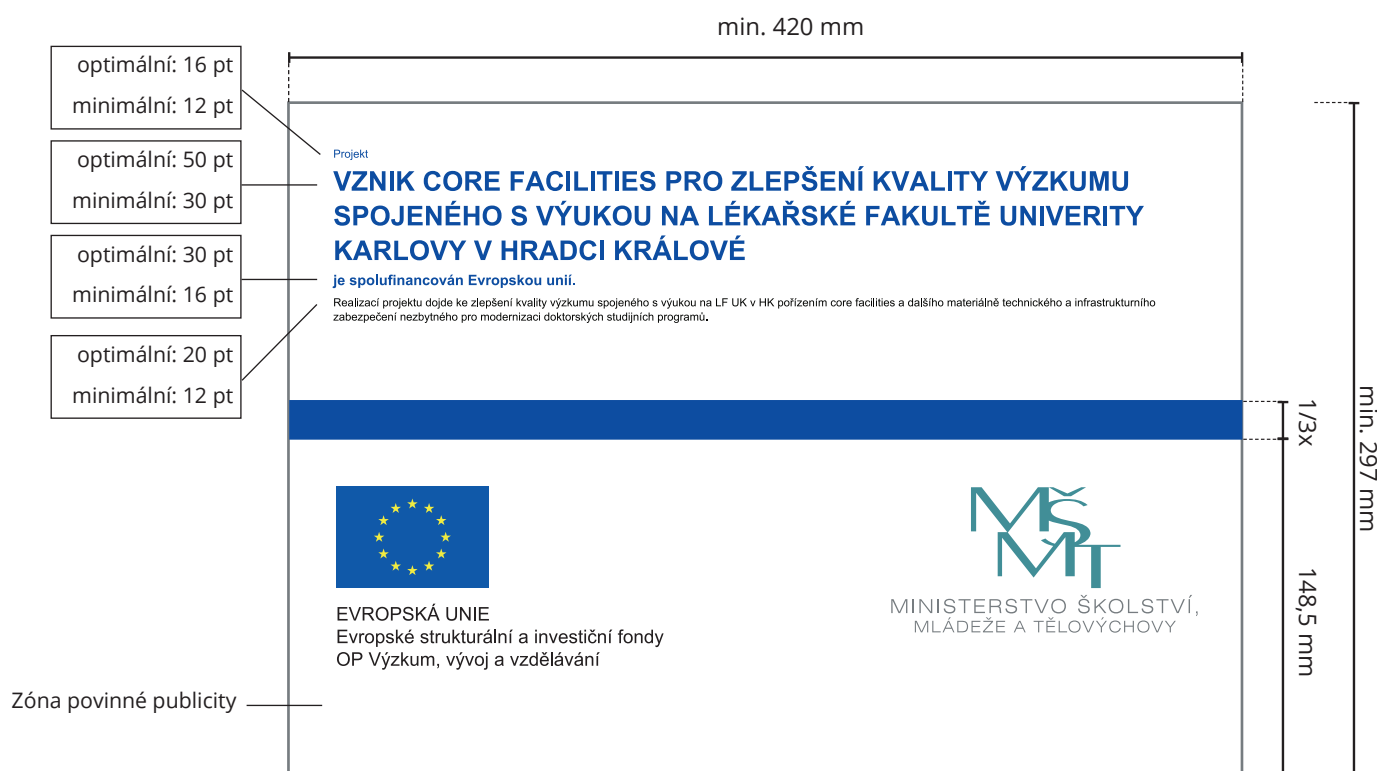 min. 420 mm
optimální: 16 pt
minimální: 12 pt
optimální: 50 pt
minimální: 30 pt
optimální: 30 pt
minimální: 16 pt
optimální: 20 pt
minimální: 12 pt
Projekt
VZNIK CORE FACILITIES PRO ZLEPŠENÍ KVALITY VÝZKUMU
SPOJENÉHO S VÝUKOU NA LÉKAŘSKÉ FAKULTĚ UNIVERITY
KARLOVY V HRADCI KRÁLOVÉ
je spolufinancován Evropskou unií.
Realizací projektu dojde ke zlepšení kvality výzkumu spojeného s výukou na LF UK v HK pořízením core facilities a dalšího materiálně technického a infrastrukturního
zabezpečení nezbytného pro modernizaci doktorských studijních programů.
1/3x
min. 297 mm
148,5 mm
EVROPSKÁ UNIE
Evropské strukturální a investiční fondy
OP Výzkum, vývoj a vzdělávání
MŠ
MT
MINISTERSTVO ŠKOLSTVÍ,
MLÁDEŽE A TĚLOVÝCHOVY
Zóna povinné publicity